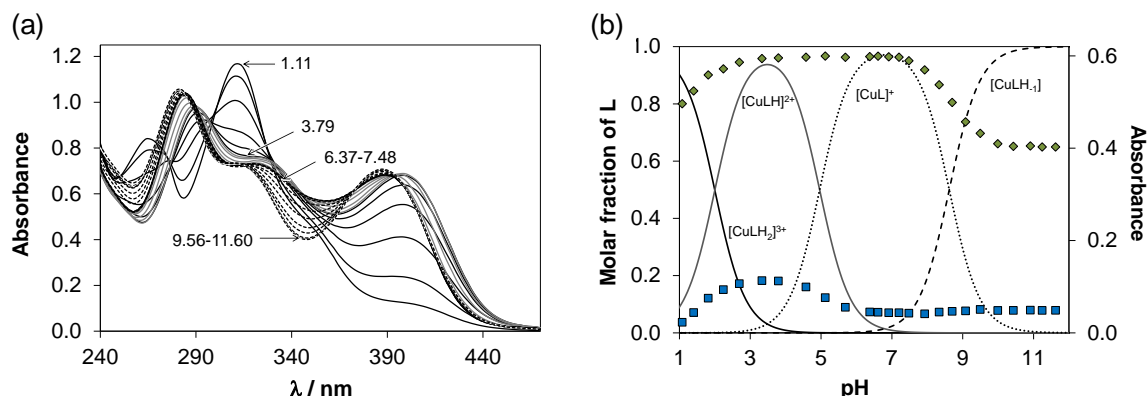 (a)
1.2
1.0
0.8
0.6
0.4
0.2
0.0
Absorbance
240
290
340
390
440
λ / nm
1.11
3.79
6.37-7.48
9.56-11.60
(b)
1.0
0.8
0.6
0.4
0.2
0.0
Molar fraction of L
1
3
5
7
9
11
pH
0.6
0.4
0.2
0.0
Absorbance
[CuLH]2+
[CuL]+
[CuLH-1]
[CuLH2]3+